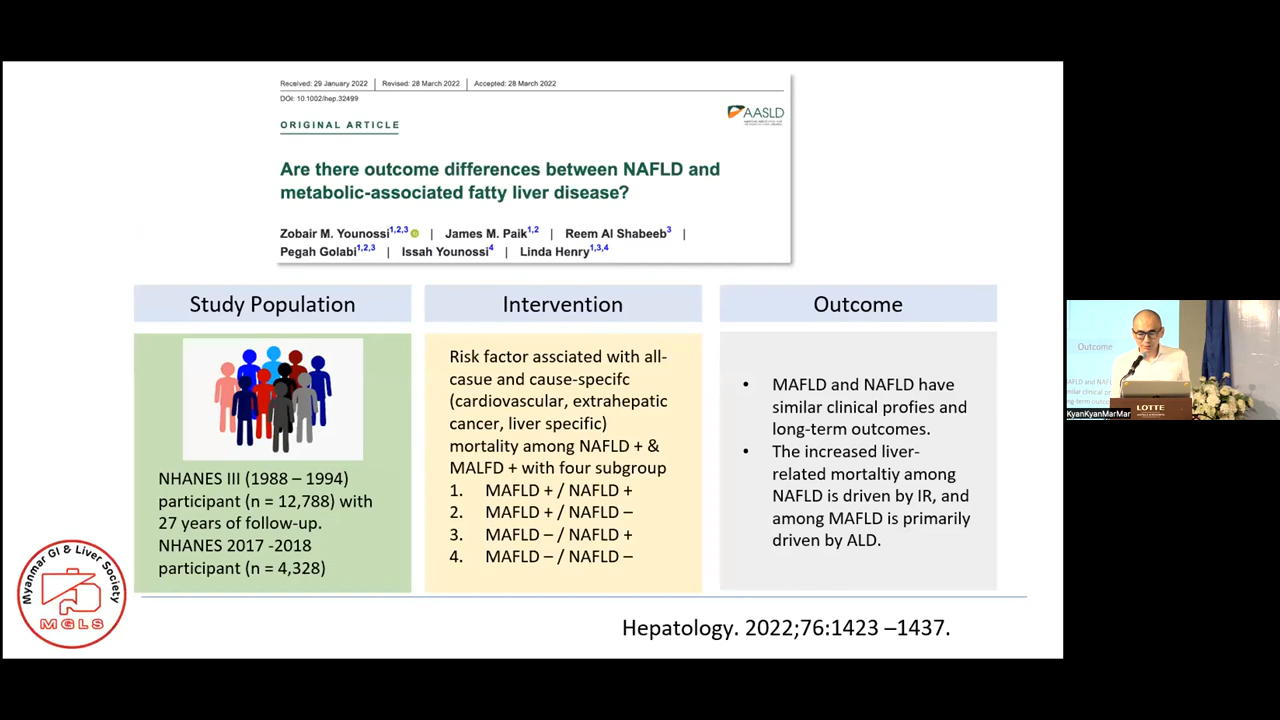 Received: 29 January 2022 | Revised: 28 March 2022 | Accepted: 28 March 2022
DOI: 10.1002/hep.32499
AASLD
ORIGINAL ARTICLE
Are there outcome differences between NAFLD and
metabolic-associated fatty liver disease?
Zobair M. Younossi1,2,3 | James M. Paik1,2 | Reem Al Shabeeb3 |
Pegah Golabi1,2,3 | Issah Younossi4 | Linda Henry1,3,4
Study Population
NHANES III (1988 – 1994)
participant (n = 12,788) with
27 years of follow-up.
NHANES 2017 -2018
participant (n = 4,328)
Intervention
Risk factor assciated with all-
casue and cause-specifc
(cardiovascular, extrahepatic
cancer, liver specific)
mortality among NAFLD + &
MALFD + with four subgroup
1. MAFLD + / NAFLD +
2. MAFLD + / NAFLD –
3. MAFLD – / NAFLD +
4. MAFLD – / NAFLD –
Outcome
• MAFLD and NAFLD have
similar clinical profies and
long-term outcomes.
• The increased liver-
related mortaltiy among
NAFLD is driven by IR, and
among MAFLD is primarily
driven by ALD.
Myanmar GI & Liver Society
MGLS
Hepatology. 2022;76:1423 –1437.
Outcome
LOTTE
KyanKyanMarMar